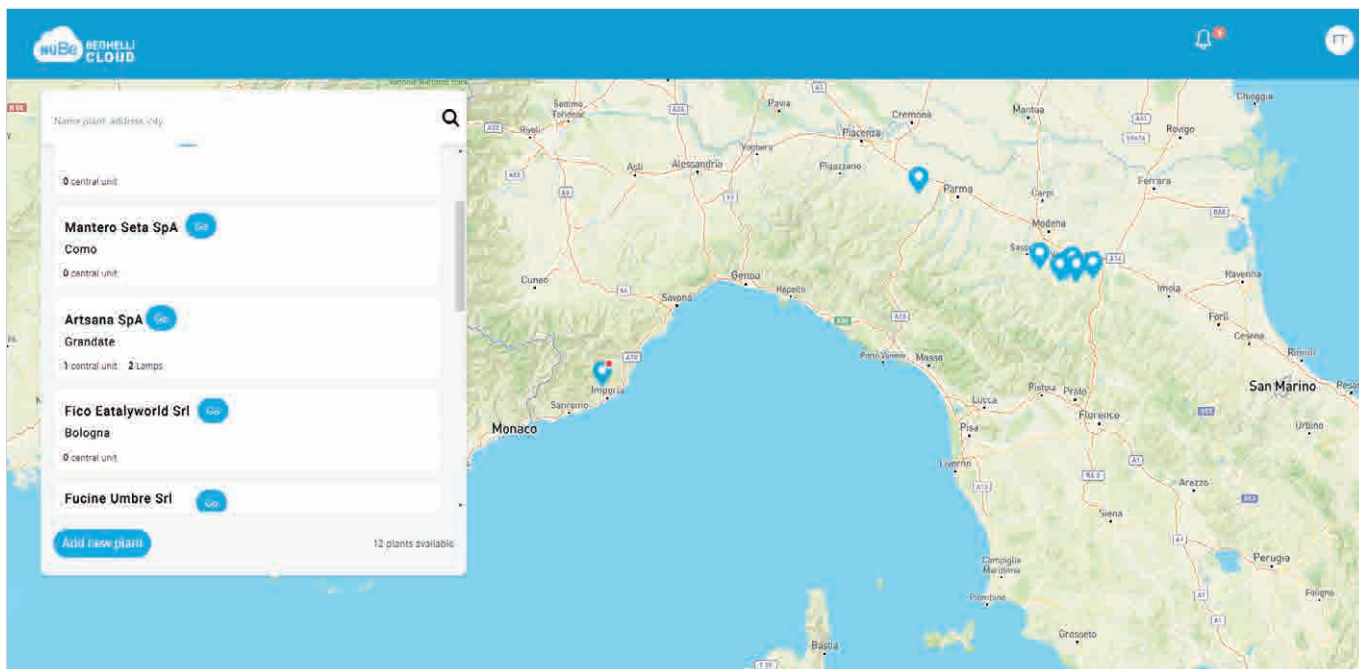 NuBe BEGHELLI
CLOUD
FT
Name plant, address, city
0 central unit
Mantero Seta SpA Go
Como
0 central unit
Artsana SpA Go
Grandate
1 central unit 2 Lamps
Fico Eatalyworld Srl Go
Bologna
0 central unit
Fucine Umbre Srl Go
Add new plant 12 plants available
Settimo
Torinese
Rivoli
Pavia
Cremona
Mantua
Chioggia
Piacenza
Rovigo
Voghera
Asti
Alessandria
Parma
Carpi
Ferrara
Modena
Cuneo
Genoa
Rapallo
Savona
Imola
Ravenna
Forlì
Cesena
Rimini
Massa
Imperia
Sanremo
Monaco
Lucca
Pistoia
Prato
San Marino
Florence
Urbino
Pisa
Livorno
Arezzo
Siena
Perugia
Campiglia
Marittima
Piombino
Foligno
Grosseto
Bastia